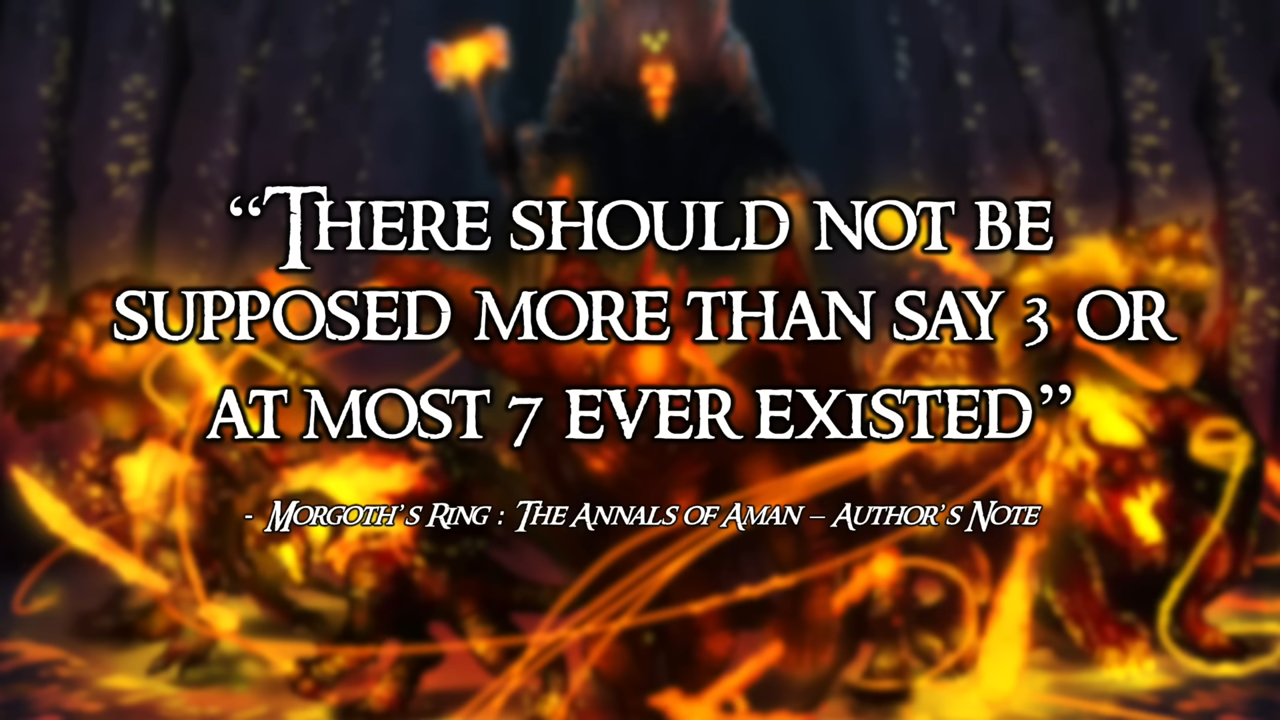 “There should not be
supposed more than say 3 or
at most 7 ever existed”
- Morgoth’s Ring : The Annals of Aman – Author’s Note